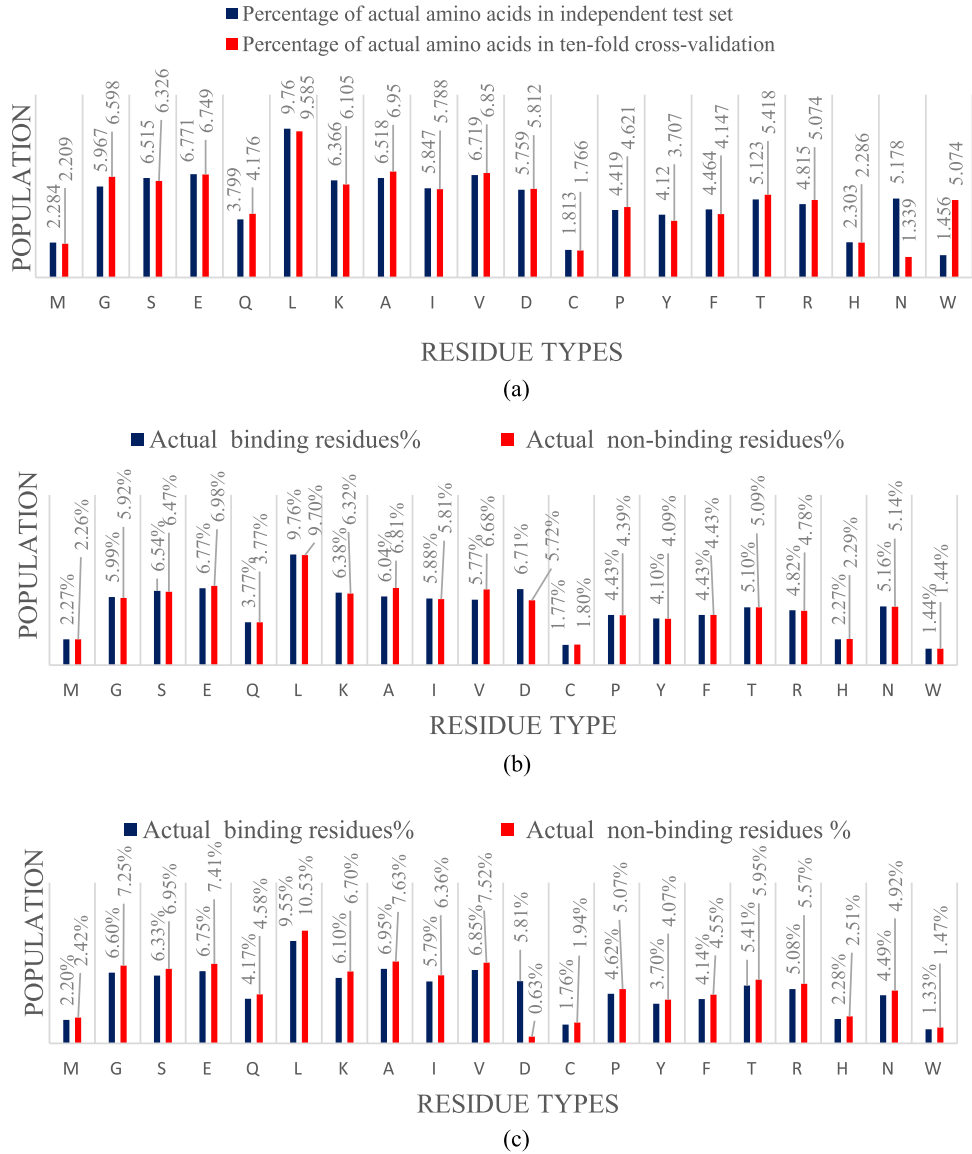 Percentage of actual amino acids in independent test set
Percentage of actual amino acids in ten-fold cross-validation
POPULATION
2.284 2.209 5.967 6.598 6.515 6.326 6.771 6.749 3.799 4.176 9.76 9.585 6.366 6.105 6.518 6.95 5.847 5.788 6.719 6.85 5.759 5.812 1.813 1.766 4.419 4.621 4.12 3.707 4.464 4.147 5.123 5.418 4.815 5.074 2.303 2.286 5.178 1.339 1.456 5.074
M G S E Q L K A I V D C P Y F T R H N W
RESIDUE TYPES
(a)
Actual binding residues% Actual non-binding residues%
POPULATION
2.27% 2.26% 5.99% 5.92% 6.54% 6.47% 6.77% 6.98% 3.77% 3.77% 9.76% 9.70% 6.38% 6.32% 6.04% 6.81% 5.88% 5.81% 5.77% 6.68% 6.71% 5.72% 1.77% 1.80% 4.43% 4.39% 4.10% 4.09% 4.43% 4.43% 5.10% 5.09% 4.82% 4.78% 2.27% 2.29% 5.16% 5.14% 1.44% 1.44%
M G S E Q L K A I V D C P Y F T R H N W
RESIDUE TYPE
(b)
Actual binding residues% Actual non-binding residues %
POPULATION
2.20% 2.42% 6.60% 7.25% 6.33% 6.95% 6.75% 7.41% 4.17% 4.58% 9.55% 10.53% 6.10% 6.70% 6.95% 7.63% 5.79% 6.36% 6.85% 7.52% 5.81% 0.63% 1.76% 1.94% 4.62% 5.07% 3.70% 4.07% 4.14% 4.55% 5.41% 5.95% 5.08% 5.57% 2.28% 2.51% 4.49% 4.92% 1.33% 1.47%
M G S E Q L K A I V D C P Y F T R H N W
RESIDUE TYPES
(c)